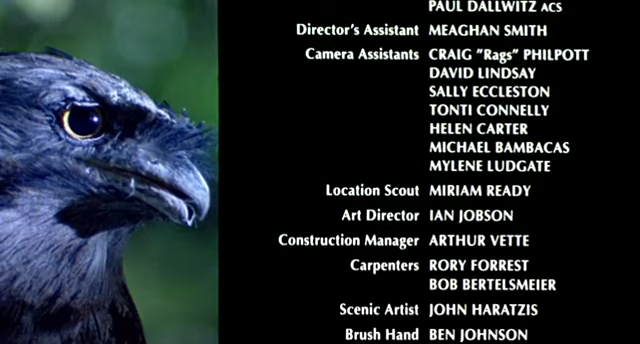 PAUL DALLWITZ ACS
Director's Assistant MEAGHAN SMITH
Camera Assistants CRAIG "Rags" PHILPOTT
DAVID LINDSAY
SALLY ECCLESTON
TONTI CONNELLY
HELEN CARTER
MICHAEL BAMBACAS
MYLENE LUDGATE
Location Scout MIRIAM READY
Art Director IAN JOBSON
Construction Manager ARTHUR VETTE
Carpenters RORY FORREST
BOB BERTELSMEIER
Scenic Artist JOHN HARATZIS
Brush Hand BEN JOHNSON